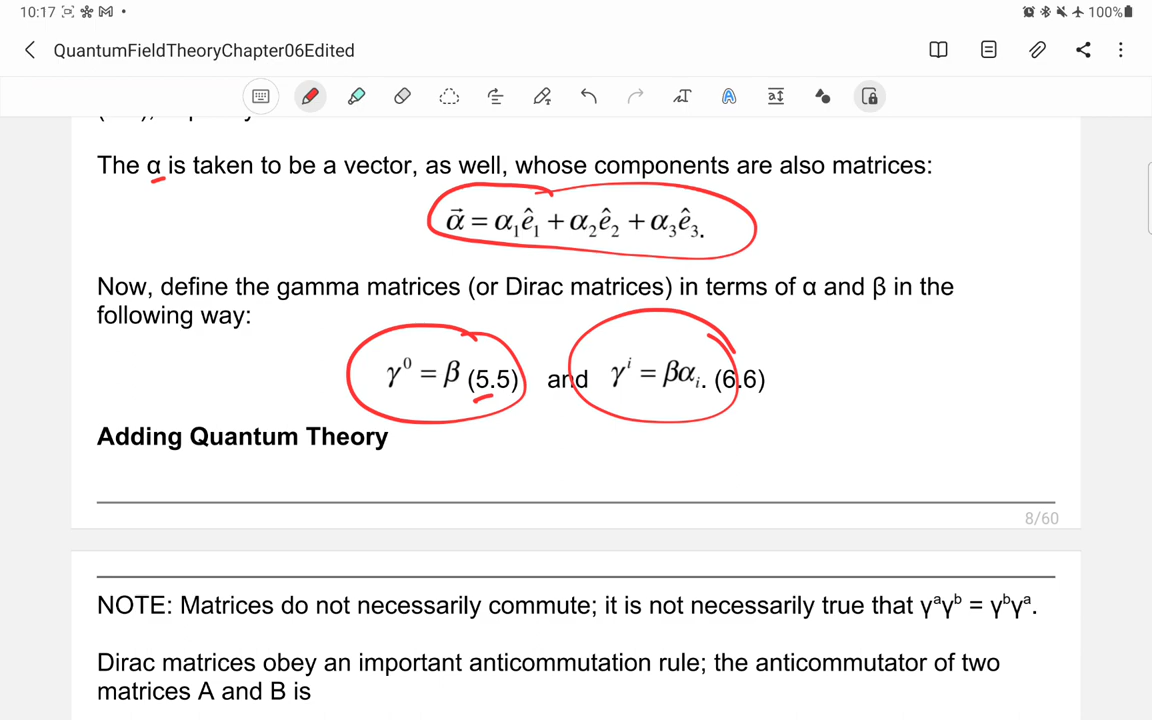 10:17 100%
QuantumFieldTheoryChapter06Edited
The α is taken to be a vector, as well, whose components are also matrices:
α⃗ = α₁ê₁ + α₂ê₂ + α₃ê₃.
Now, define the gamma matrices (or Dirac matrices) in terms of α and β in the
following way:
γ⁰ = β (5.5) and γⁱ = βαᵢ. (6.6)
Adding Quantum Theory
8/60
NOTE: Matrices do not necessarily commute; it is not necessarily true that γᵃγᵇ = γᵇγᵃ.
Dirac matrices obey an important anticommutation rule; the anticommutator of two
matrices A and B is